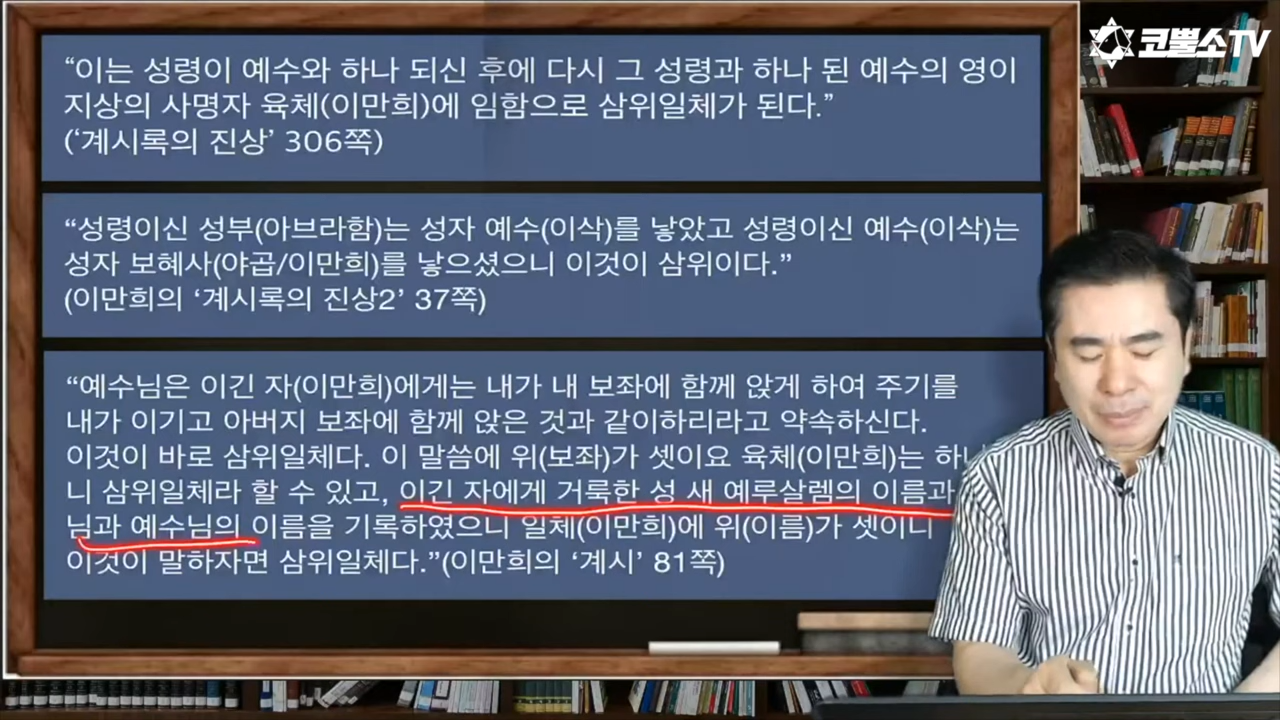 코뿔소TV
“이는 성령이 예수와 하나 되신 후에 다시 그 성령과 하나 된 예수의 영이
지상의 사명자 육체(이만희)에 임함으로 삼위일체가 된다.”
(‘계시록의 진상’ 306쪽)
“성령이신 성부(아브라함)는 성자 예수(이삭)를 낳았고 성령이신 예수(이삭)는
성자 보혜사(야곱/이만희)를 낳으셨으니 이것이 삼위이다.”
(이만희의 ‘계시록의 진상2’ 37쪽)
“예수님은 이긴 자(이만희)에게는 내가 내 보좌에 함께 앉게 하여 주기를
내가 이기고 아버지 보좌에 함께 앉은 것과 같이하리라고 약속하신다.
이것이 바로 삼위일체다. 이 말씀에 위(보좌)가 셋이요 육체(이만희)는
니 삼위일체라 할 수 있고, 이긴 자에게 거룩한 성 새 예루살렘의 이름과
님과 예수님의 이름을 기록하였으니 일체(이만희)에 위(이름)가 셋이니
이것이 말하자면 삼위일체다.”(이만희의 ‘계시’ 81쪽)